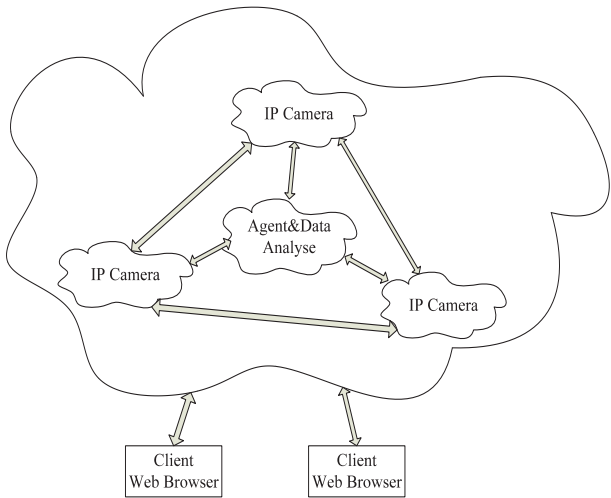 IP Camera
Agent&Data
Analyse
IP Camera
IP Camera
Client
Web Browser
Client
Web Browser